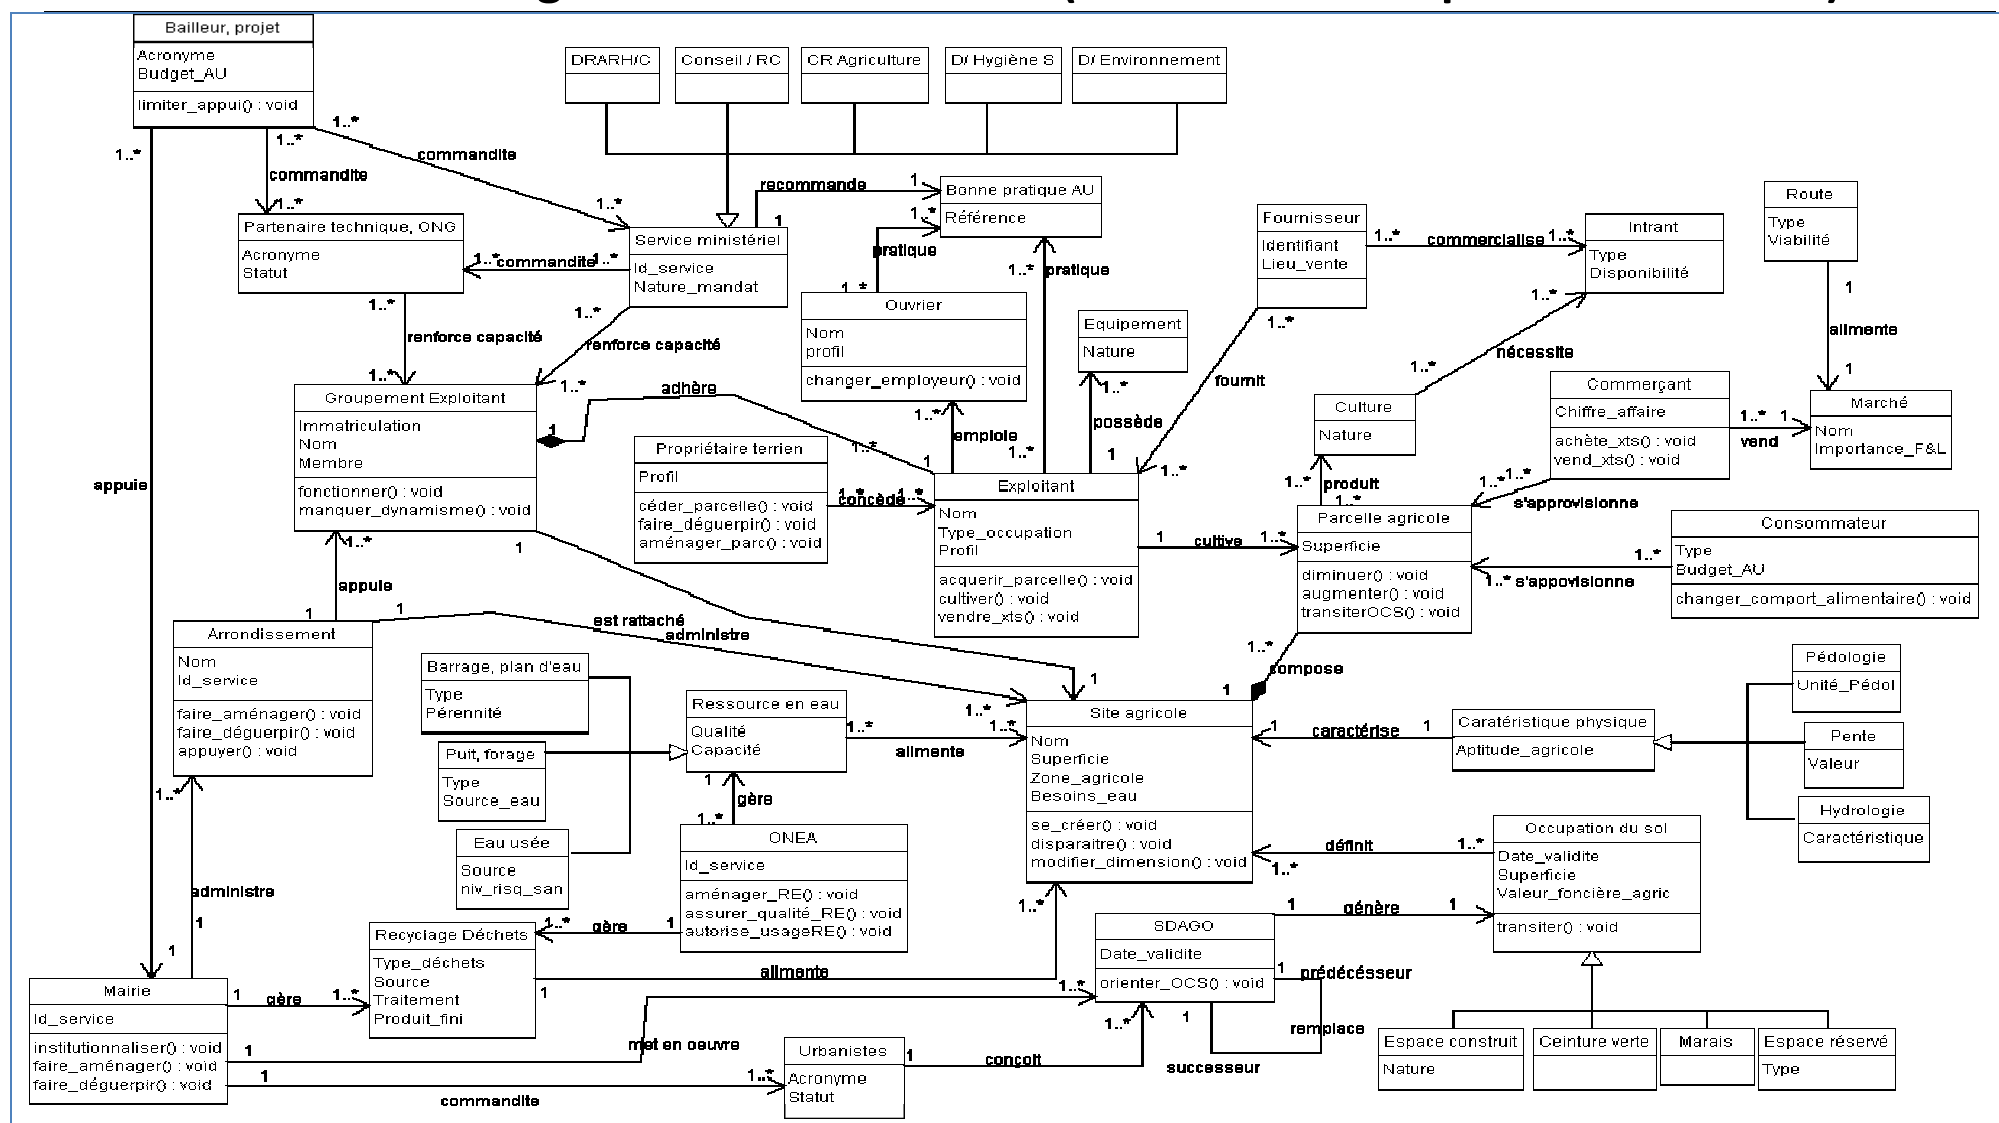 Bailleur, projet
Acronyme
Budget_AU
limiter_appui() : void
DRARH/C
Conseil / RC
CR Agriculture
D/ Hygiène S
D/ Environnement
1..*
1..*
1..*
commandite
commandite
1..*
1..*
recommande
1
1
Bonne pratique AU
Référence
1..*
pratique
Partenaire technique, ONG
Acronyme
Statut
Service ministériel
Id_service
Nature_mandat
1..*
commandite
1..*
Fournisseur
Identifiant
Lieu_vente
1..*
commercialise
1..*
Intrant
Type
Disponibilité
Route
Type
Viabilité
1
alimente
1
1..*
renforce capacité
1..*
1..*
renforce capacité
1..*
1..*
Ouvrier
Nom
profil
changer_employeur() : void
1..*
pratique
Equipement
Nature
1..*
possède
1
1..*
fournit
1..*
1..*
nécessite
1..*
Culture
Nature
Commerçant
Chiffre_affaire
achète_xts() : void
vend_xts() : void
1..*
1
vend
Marché
Nom
Importance_F&L
Groupement Exploitant
Immatriculation
Nom
Membre
fonctionner() : void
manquer_dynamisme() : void
adhère
1
1..*
1
1..*
emploie
1..*
Propriétaire terrien
Profil
céder_parcelle() : void
faire_déguerpir() : void
aménager_parc() : void
1..*
concède
1..*
Exploitant
Nom
Type_occupation
Profil
acquerir_parcelle() : void
cultiver() : void
vendre_xts() : void
1
cultive
1..*
1..*
produit
1..*
Parcelle agricole
Superficie
diminuer() : void
augmenter() : void
transiterOCS() : void
1..*
1..*
s'approvisionne
Consommateur
Type
Budget_AU
changer_comport_alimentaire() : void
1..*
1..* s'appovisionne
appuie
1..*
appuie
1
1
1
est rattaché
administre
1..*
compose
1
1
1..*
Arrondissement
Nom
Id_service
faire_aménager() : void
faire_déguerpir() : void
appuyer() : void
Barrage, plan d'eau
Type
Pérennité
Puit, forage
Type
Source_eau
Eau usée
Source
niv_risq_san
Ressource en eau
Qualité
Capacité
1..*
alimente
1..*
1
gère
1..*
Site agricole
Nom
Superficie
Zone_agricole
Besoins_eau
se_créer() : void
disparaitre() : void
modifier_dimension() : void
1
caractérise
1
Caratéristique physique
Aptitude_agricole
Pédologie
Unité_Pédol
Pente
Valeur
Hydrologie
Caractéristique
ONEA
Id_service
aménager_RE() : void
assurer_qualité_RE() : void
autorise_usageRE() : void
1..*
définit
1..*
Occupation du sol
Date_validite
Superficie
Valeur_foncière_agric
transiter() : void
1..*
administre
1
1
Recyclage Déchets
Type_déchets
Source
Traitement
Produit_fini
1..*
gère
1
1
alimente
1..*
SDAGO
Date_validite
orienter_OCS() : void
1
génère
1
1
prédécésseur
remplace
1
successeur
Mairie
Id_service
institutionnaliser() : void
faire_aménager() : void
faire_déguerpir() : void
1
gère
1..*
1
met en oeuvre
1..*
1
commandite
1..*
Urbanistes
Acronyme
Statut
1
conçoit
1..*
Espace construit
Nature
Ceinture verte
Marais
Espace réservé
Type